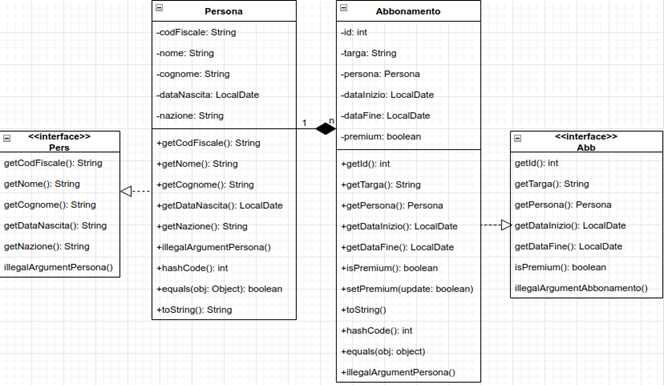 Persona
-codFiscale: String
-nome: String
-cognome: String
-dataNascita: LocalDate
-nazione: String
+getCodFiscale(): String
+getNome(): String
+getCognome(): String
+getDataNascita(): LocalDate
+getNazione(): String
+illegalArgumentPersona()
+hashCode(): int
+equals(obj: Object): boolean
+toString(): String
1
n
Abbonamento
-id: int
-targa: String
-persona: Persona
-dataInizio: LocalDate
-dataFine: LocalDate
-premium: boolean
+getId(): int
+getTarga(): String
+getPersona(): Persona
+getDataInizio(): LocalDate
+getDataFine(): LocalDate
+isPremium(): boolean
+setPremium(update: boolean)
+toString()
+hashCode(): int
+equals(obj: object)
+illegalArgumentPersona()
<<interface>>
Pers
getCodFiscale(): String
getNome(): String
getCognome(): String
getDataNascita(): String
getNazione(): String
illegalArgumentPersona()
<<interface>>
Abb
getId(): int
getTarga(): String
getPersona(): Persona
getDataInizio(): LocalDate
getDataFine(): LocalDate
isPremium(): boolean
illegalArgumentAbbonamento()